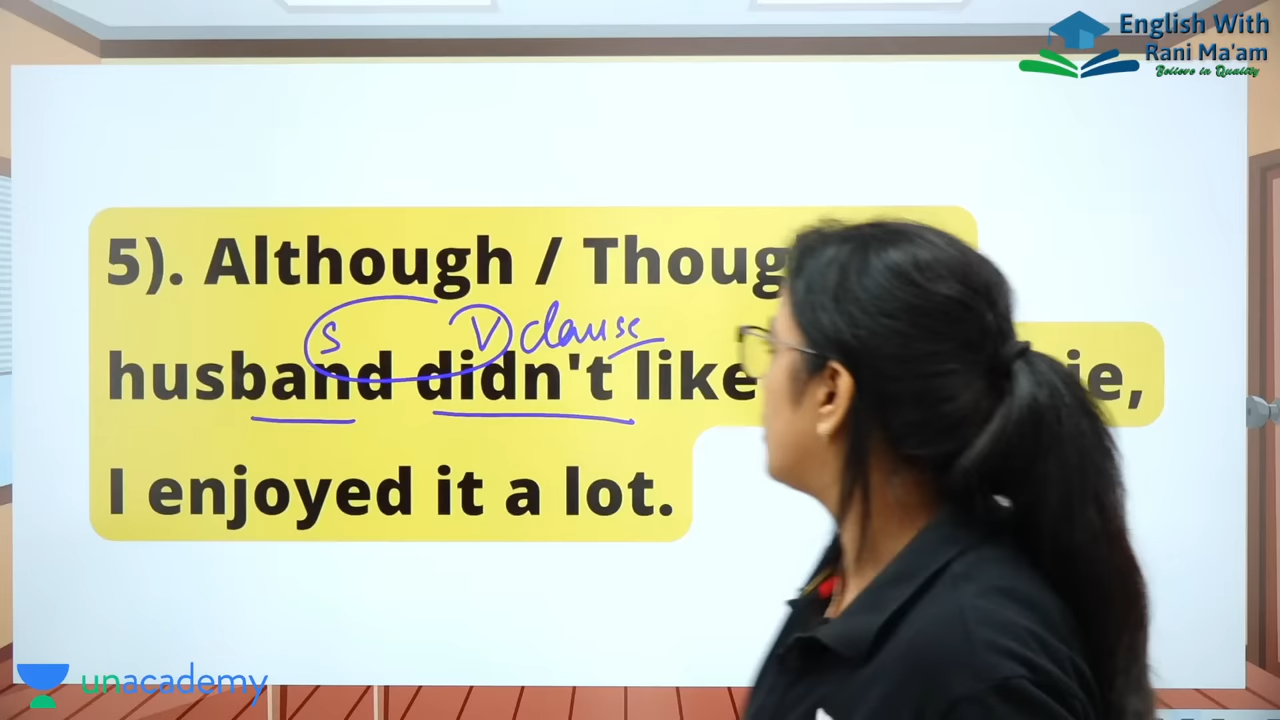 English With
Rani Ma'am
Believe in Quality
5). Although / Thoug
S V clause
husband didn't like ie,
I enjoyed it a lot.
unacademy